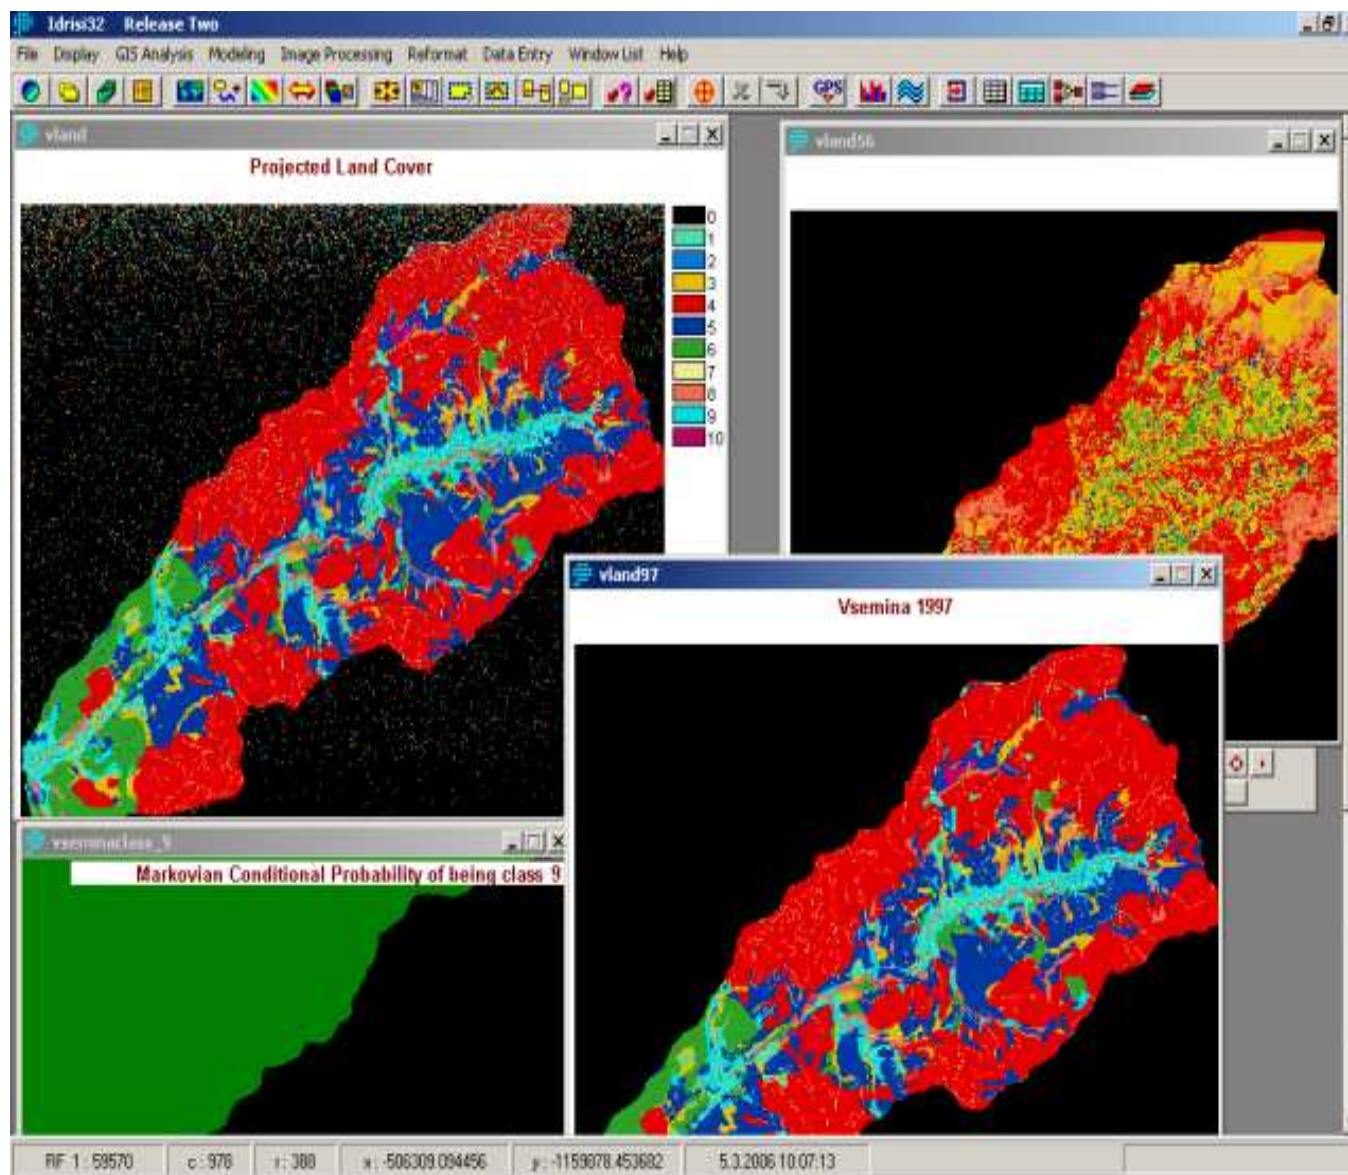 Idrisi32 Release Two
File Display GIS Analysis Modeling Image Processing Reformat Data Entry Window List Help
GPS
vland
Projected Land Cover
0
1
2
3
4
5
6
7
8
9
10
vland56
vland97
Vsemina 1997
vseminaclass_9
Markovian Conditional Probability of being class 9
RF 1 : 59570 c : 978 r : 388 x : -506309.094456 y : -1159878.453682 5.3.2006 10:07:13